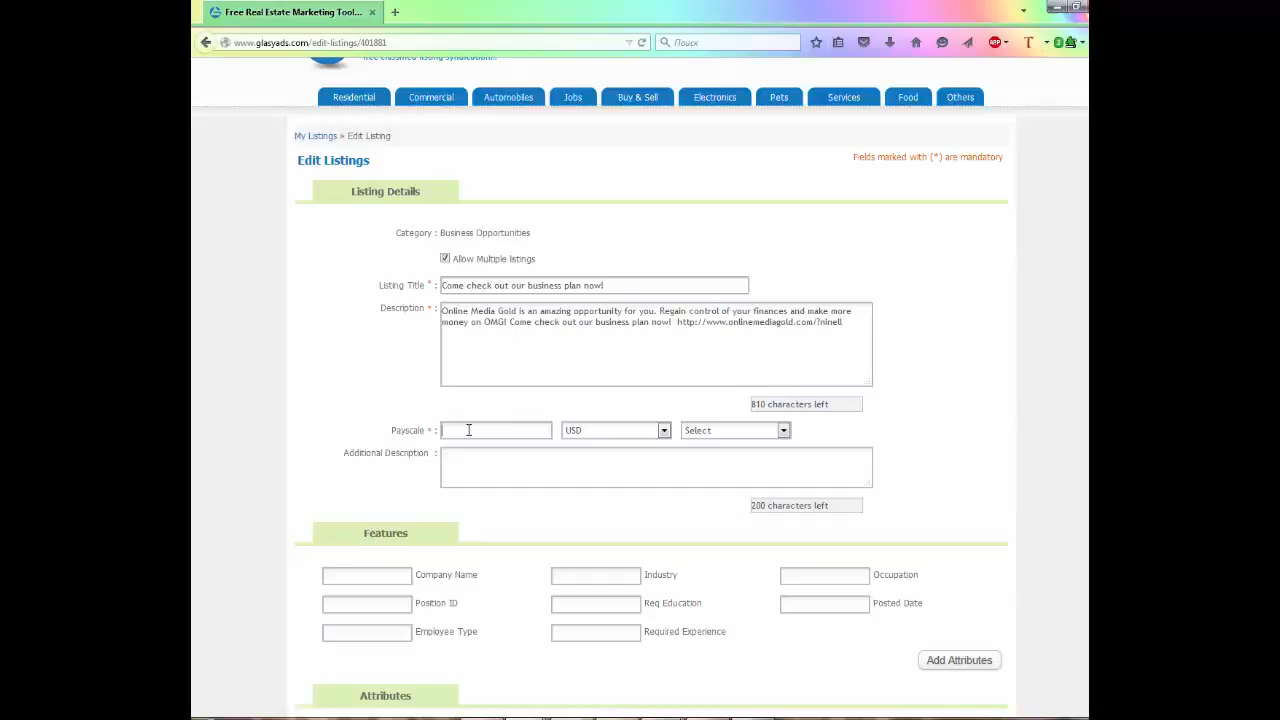 Free Real Estate Marketing Tool...
www.glasyads.com/edit-listings/401881
Поиск
ABP
T
free classified listing syndication...
Residential
Commercial
Automobiles
Jobs
Buy & Sell
Electronics
Pets
Services
Food
Others
My Listings » Edit Listing
Edit Listings
Fields marked with (*) are mandatory
Listing Details
Category : Business Opportunities
Allow Multiple listings
Listing Title * : Come check out our business plan now!
Description * : Online Media Gold is an amazing opportunity for you. Regain control of your finances and make more
money on OMG! Come check out our business plan now! http://www.onlinemediagold.com/?ninell
810 characters left
Payscale * : USD Select
Additional Description :
200 characters left
Features
Company Name Industry Occupation
Position ID Req Education Posted Date
Employee Type Required Experience
Add Attributes
Attributes